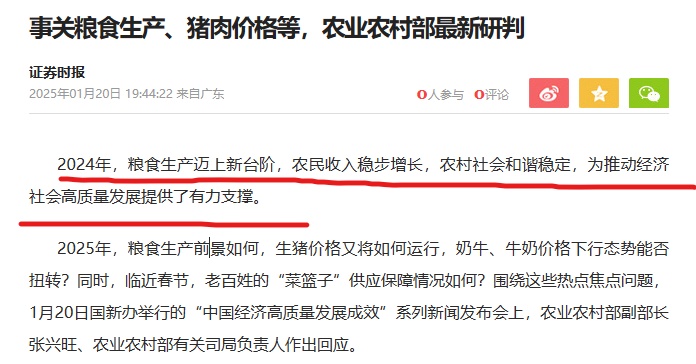 事关粮食生产、猪肉价格等，农业农村部最新研判
证券时报
2025年01月20日 19:44:22 来自广东
0人参与 0评论
2024年，粮食生产迈上新台阶，农民收入稳步增长，农村社会和谐稳定，为推动经济
社会高质量发展提供了有力支撑。
2025年，粮食生产前景如何，生猪价格又将如何运行，奶牛、牛奶价格下行态势能否
扭转？同时，临近春节，老百姓的“菜篮子”供应保障情况如何？围绕这些热点焦点问题，
1月20日国新办举行的“中国经济高质量发展成效”系列新闻发布会上，农业农村部副部长
张兴旺、农业农村部有关司局负责人作出回应。